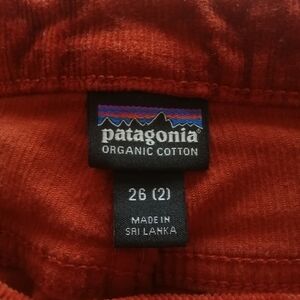 patagonia®
ORGANIC COTTON
26 (2)
MADE IN
SRI LANKA